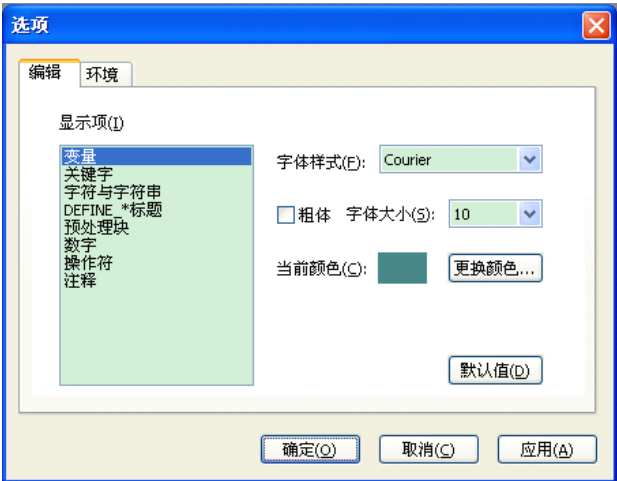 选项
编辑 环境
显示项(I)
变量
关键字
字符与字符串
DEFINE_*标题
预处理块
数字
操作符
注释
字体样式(F): Courier
粗体 字体大小(S): 10
当前颜色(C): 更换颜色...
默认值(D)
确定(O) 取消(C) 应用(A)